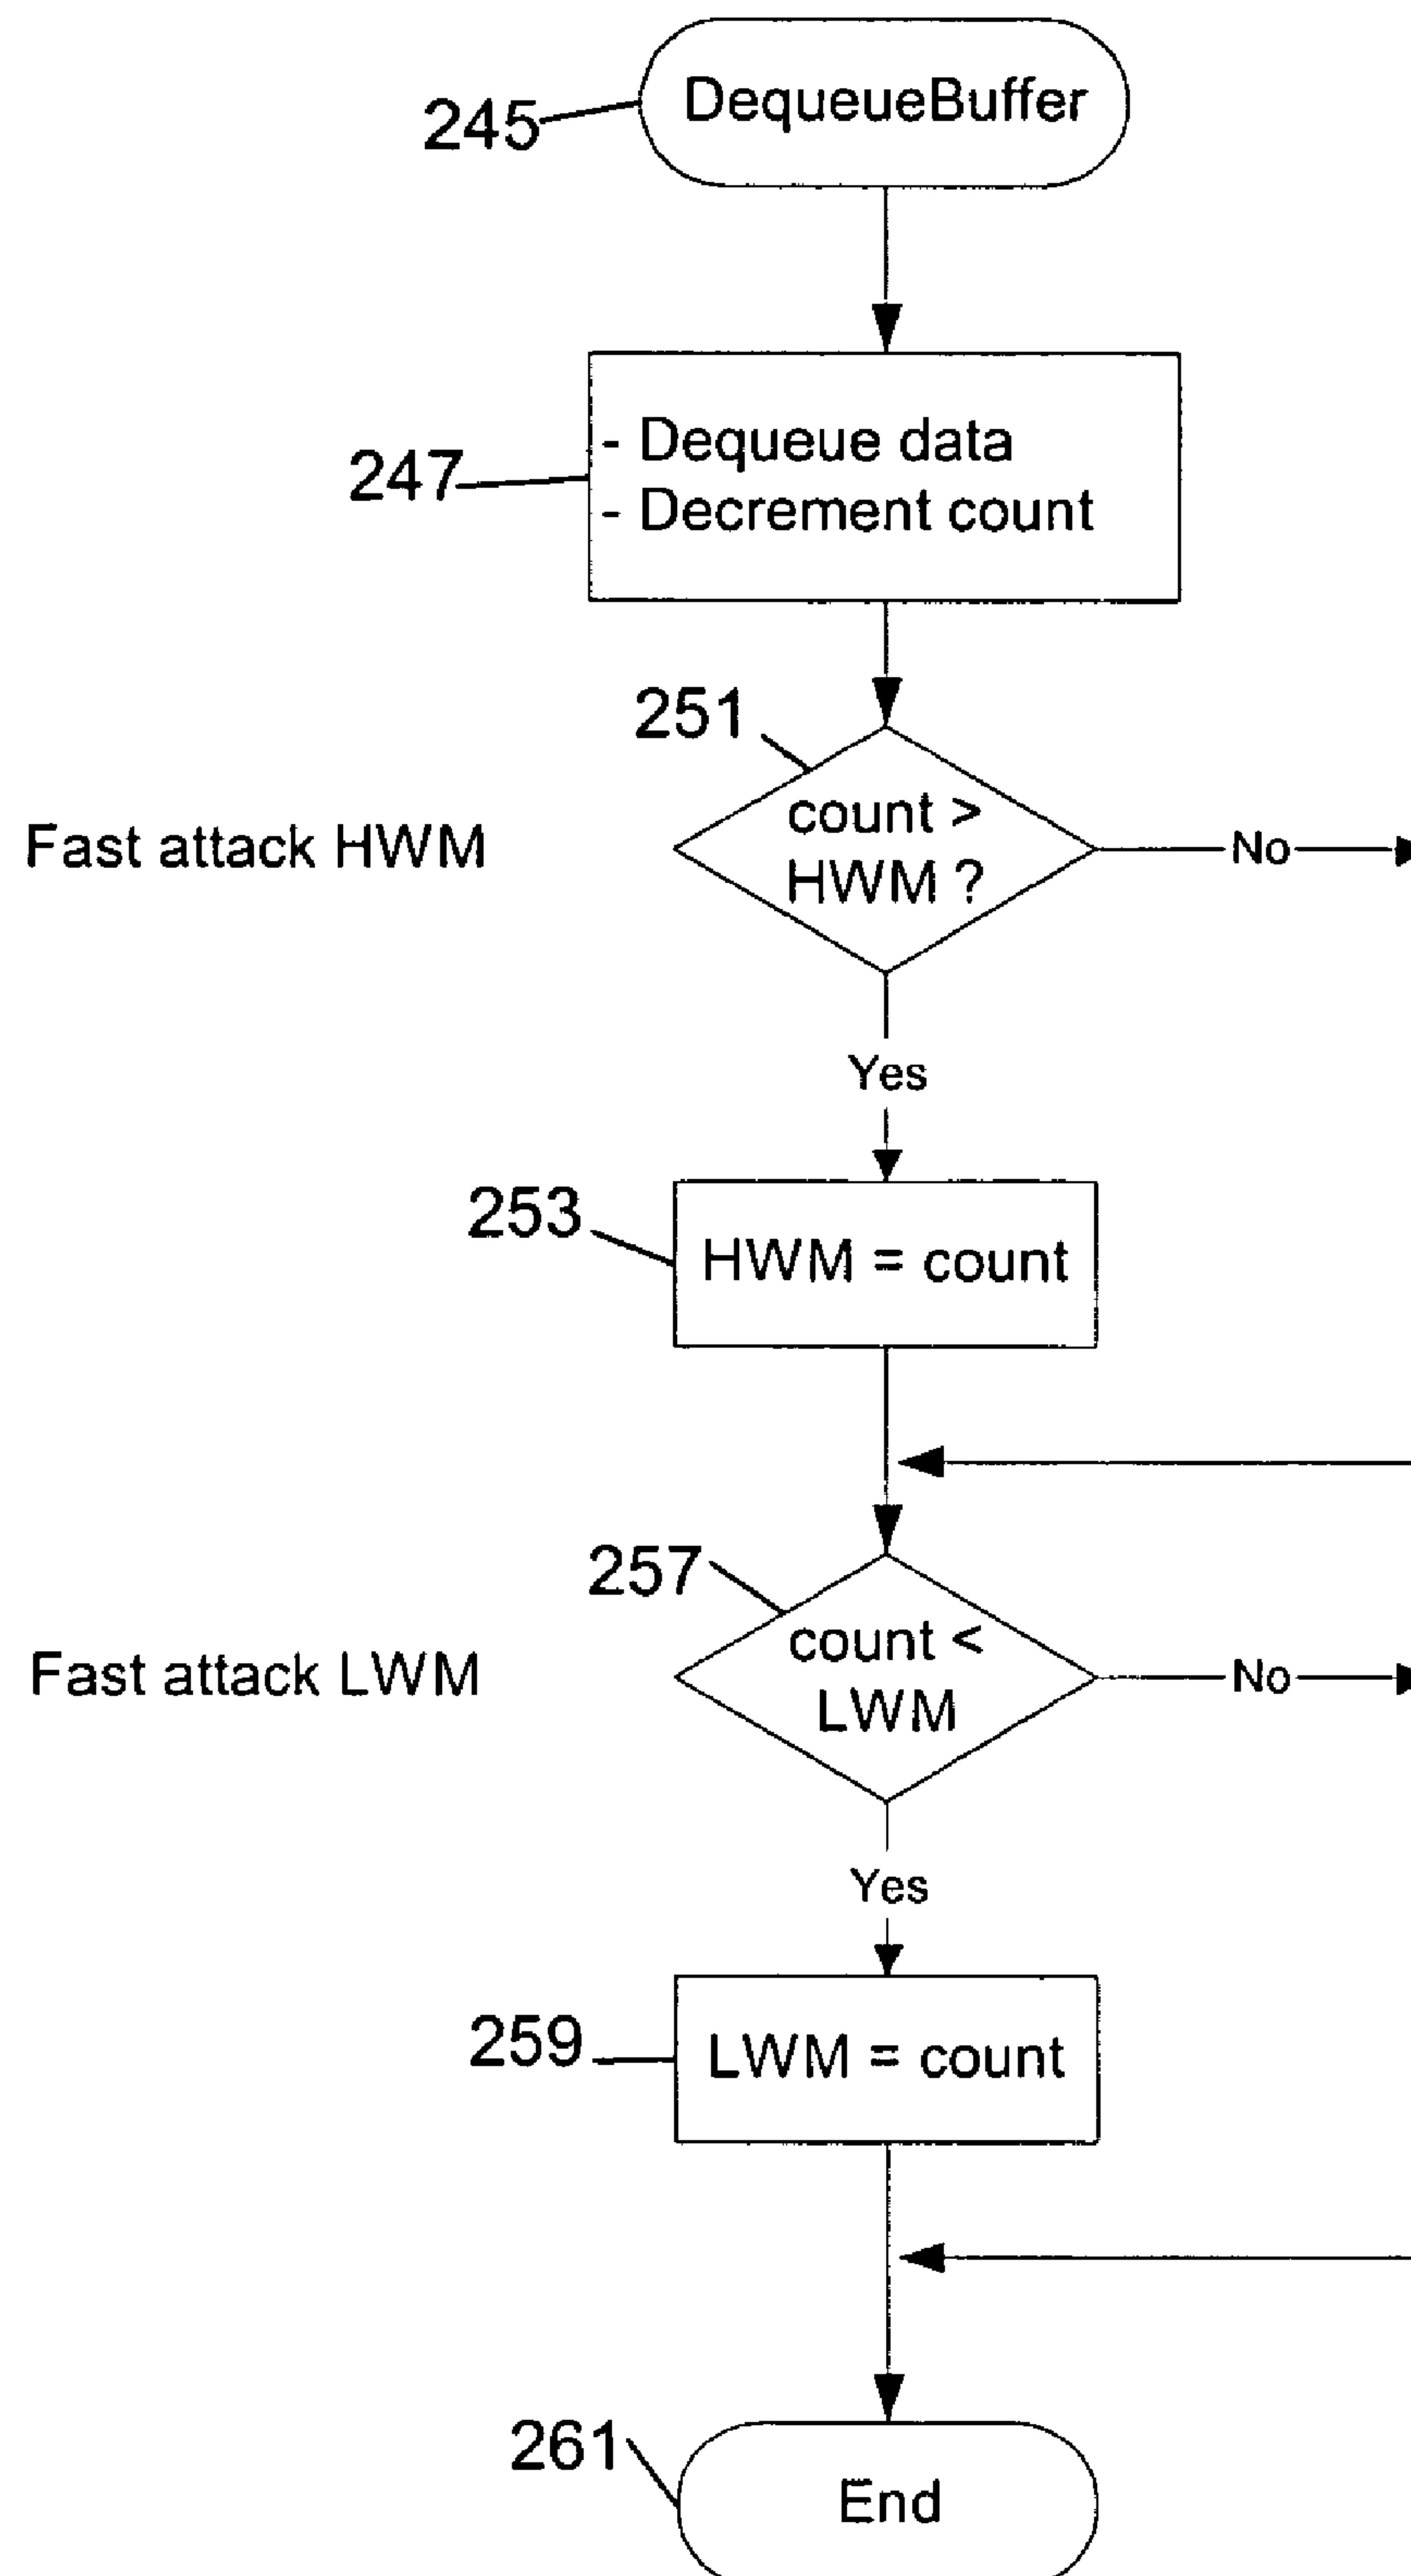 DequeueBuffer
245
- Dequeue data
- Decrement count
247
251
count >
HWM ?
Fast attack HWM
No
Yes
253
HWM = count
257
count <
LWM
Fast attack LWM
No
Yes
259
LWM = count
261
End